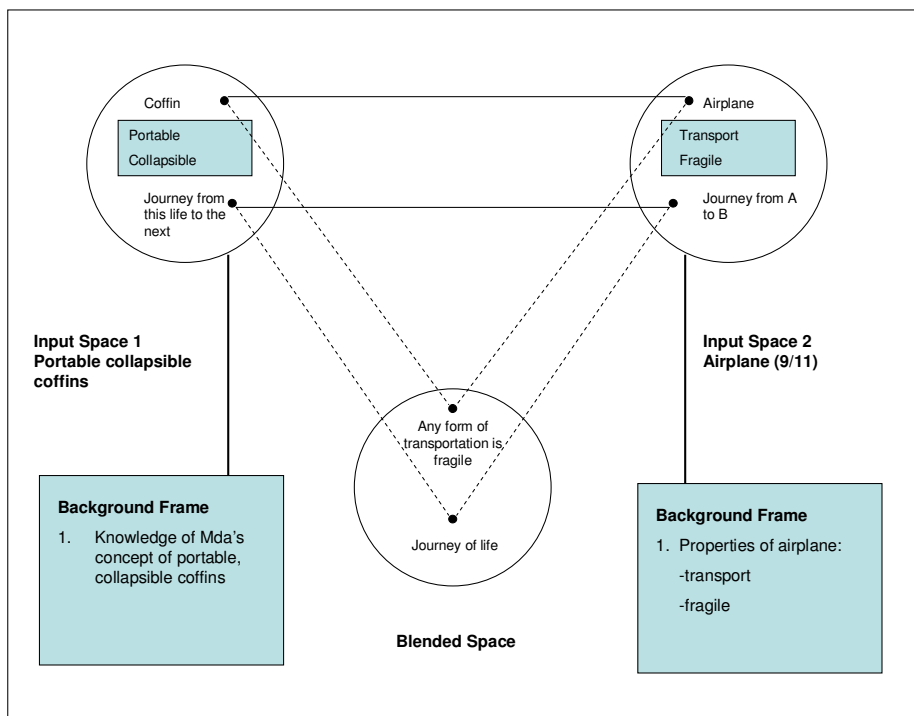 Coffin
Portable
Collapsible
Journey from
this life to the
next
Airplane
Transport
Fragile
Journey from A
to B
Input Space 1
Portable collapsible
coffins
Input Space 2
Airplane (9/11)
Any form of
transportation is
fragile
Journey of life
Blended Space
Background Frame
1. Knowledge of Mda's
concept of portable,
collapsible coffins
Background Frame
1. Properties of airplane:
-transport
-fragile